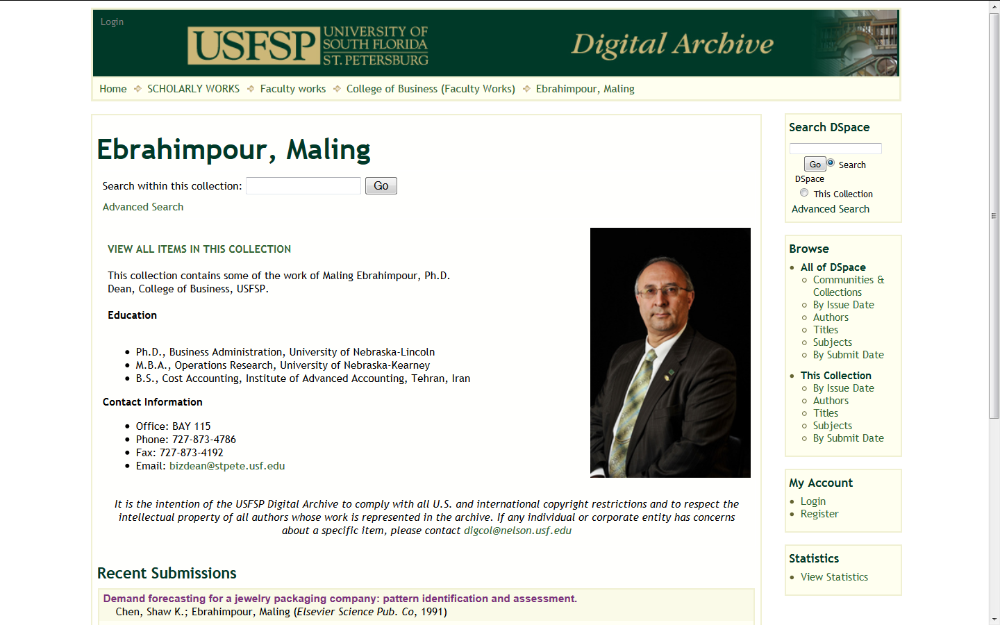 Login
USFSP UNIVERSITY OF
SOUTH FLORIDA
ST. PETERSBURG
Digital Archive
Home SCHOLARLY WORKS Faculty works College of Business (Faculty Works) Ebrahimpour, Maling
Ebrahimpour, Maling
Search within this collection: Go
Advanced Search
VIEW ALL ITEMS IN THIS COLLECTION
This collection contains some of the work of Maling Ebrahimpour, Ph.D.
Dean, College of Business, USFSP.
Education
Ph.D., Business Administration, University of Nebraska-Lincoln
M.B.A., Operations Research, University of Nebraska-Kearney
B.S., Cost Accounting, Institute of Advanced Accounting, Tehran, Iran
Contact Information
Office: BAY 115
Phone: 727-873-4786
Fax: 727-873-4192
Email: bizdean@stpete.usf.edu
It is the intention of the USFSP Digital Archive to comply with all U.S. and international copyright restrictions and to respect the
intellectual property of all authors whose work is represented in the archive. If any individual or corporate entity has concerns
about a specific item, please contact digcol@nelson.usf.edu
Recent Submissions
Demand forecasting for a jewelry packaging company: pattern identification and assessment.
Chen, Shaw K.; Ebrahimpour, Maling (Elsevier Science Pub. Co, 1991)
Search DSpace
Go Search
DSpace
This Collection
Advanced Search
Browse
All of DSpace
Communities &
Collections
By Issue Date
Authors
Titles
Subjects
By Submit Date
This Collection
By Issue Date
Authors
Titles
Subjects
By Submit Date
My Account
Login
Register
Statistics
View Statistics